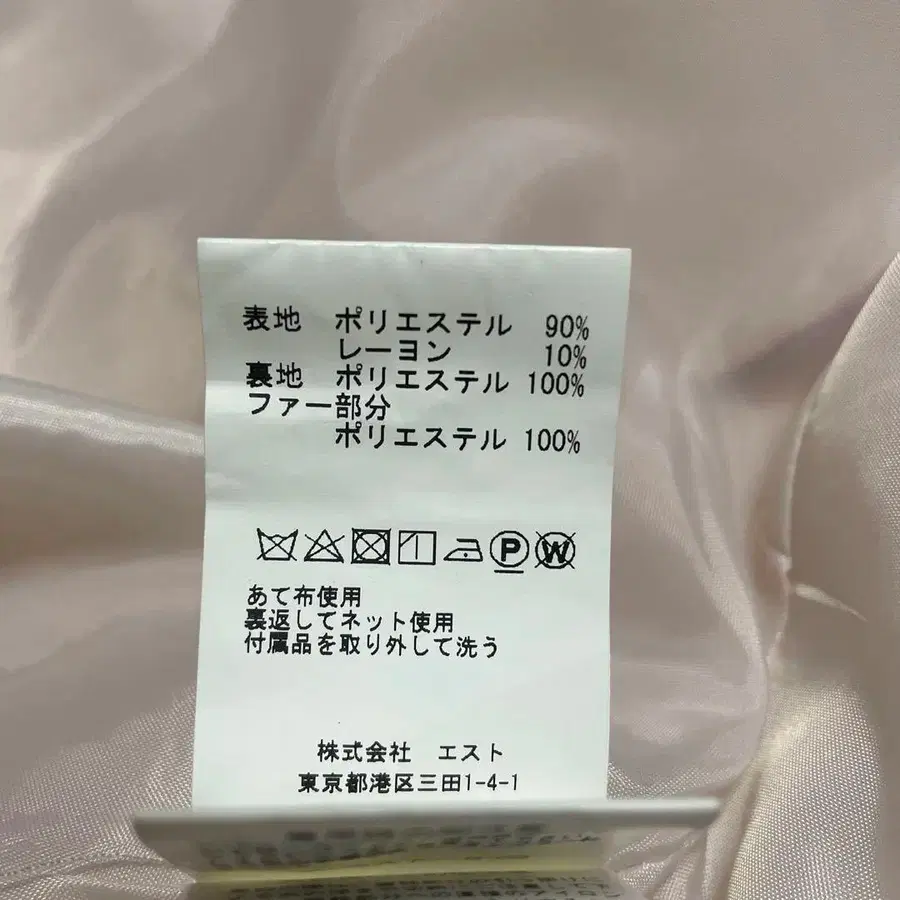 表地 ポリエステル 90%
レーヨン 10%
裏地 ポリエステル 100%
ファー部分
ポリエステル 100%
P W
あて布使用
裏返してネット使用
付属品を取り外して洗う
株式会社 エスト
東京都港区三田1-4-1